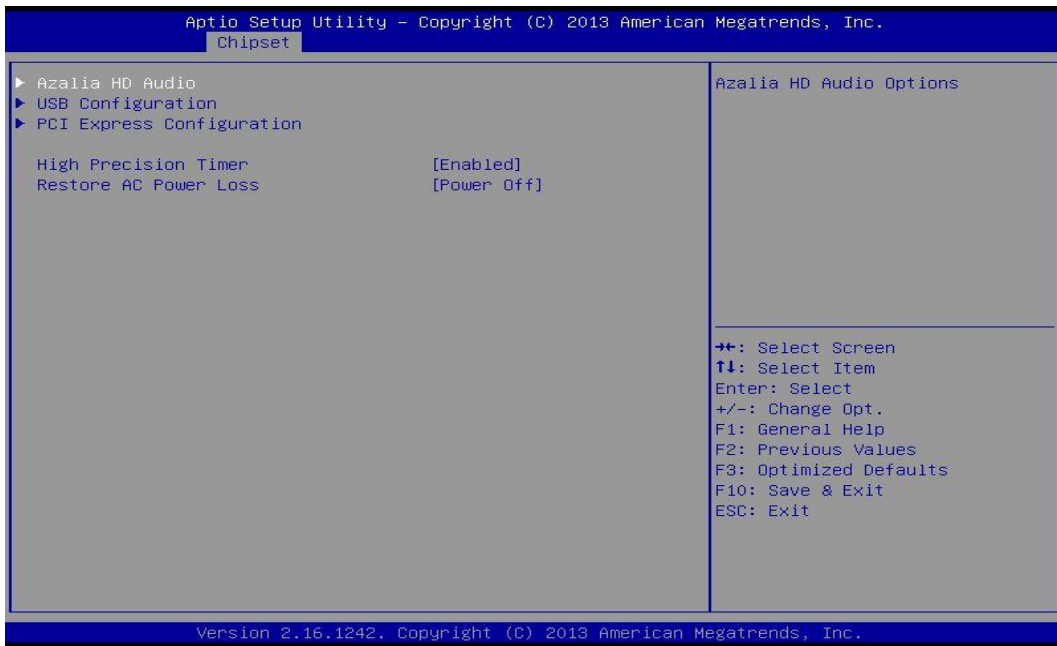 Aptio Setup Utility – Copyright (C) 2013 American Megatrends, Inc.
Chipset
▶ Azalia HD Audio
▶ USB Configuration
▶ PCI Express Configuration
High Precision Timer [Enabled]
Restore AC Power Loss [Power Off]
Azalia HD Audio Options
→←: Select Screen
↑↓: Select Item
Enter: Select
+/-: Change Opt.
F1: General Help
F2: Previous Values
F3: Optimized Defaults
F10: Save & Exit
ESC: Exit
Version 2.16.1242. Copyright (C) 2013 American Megatrends, Inc.